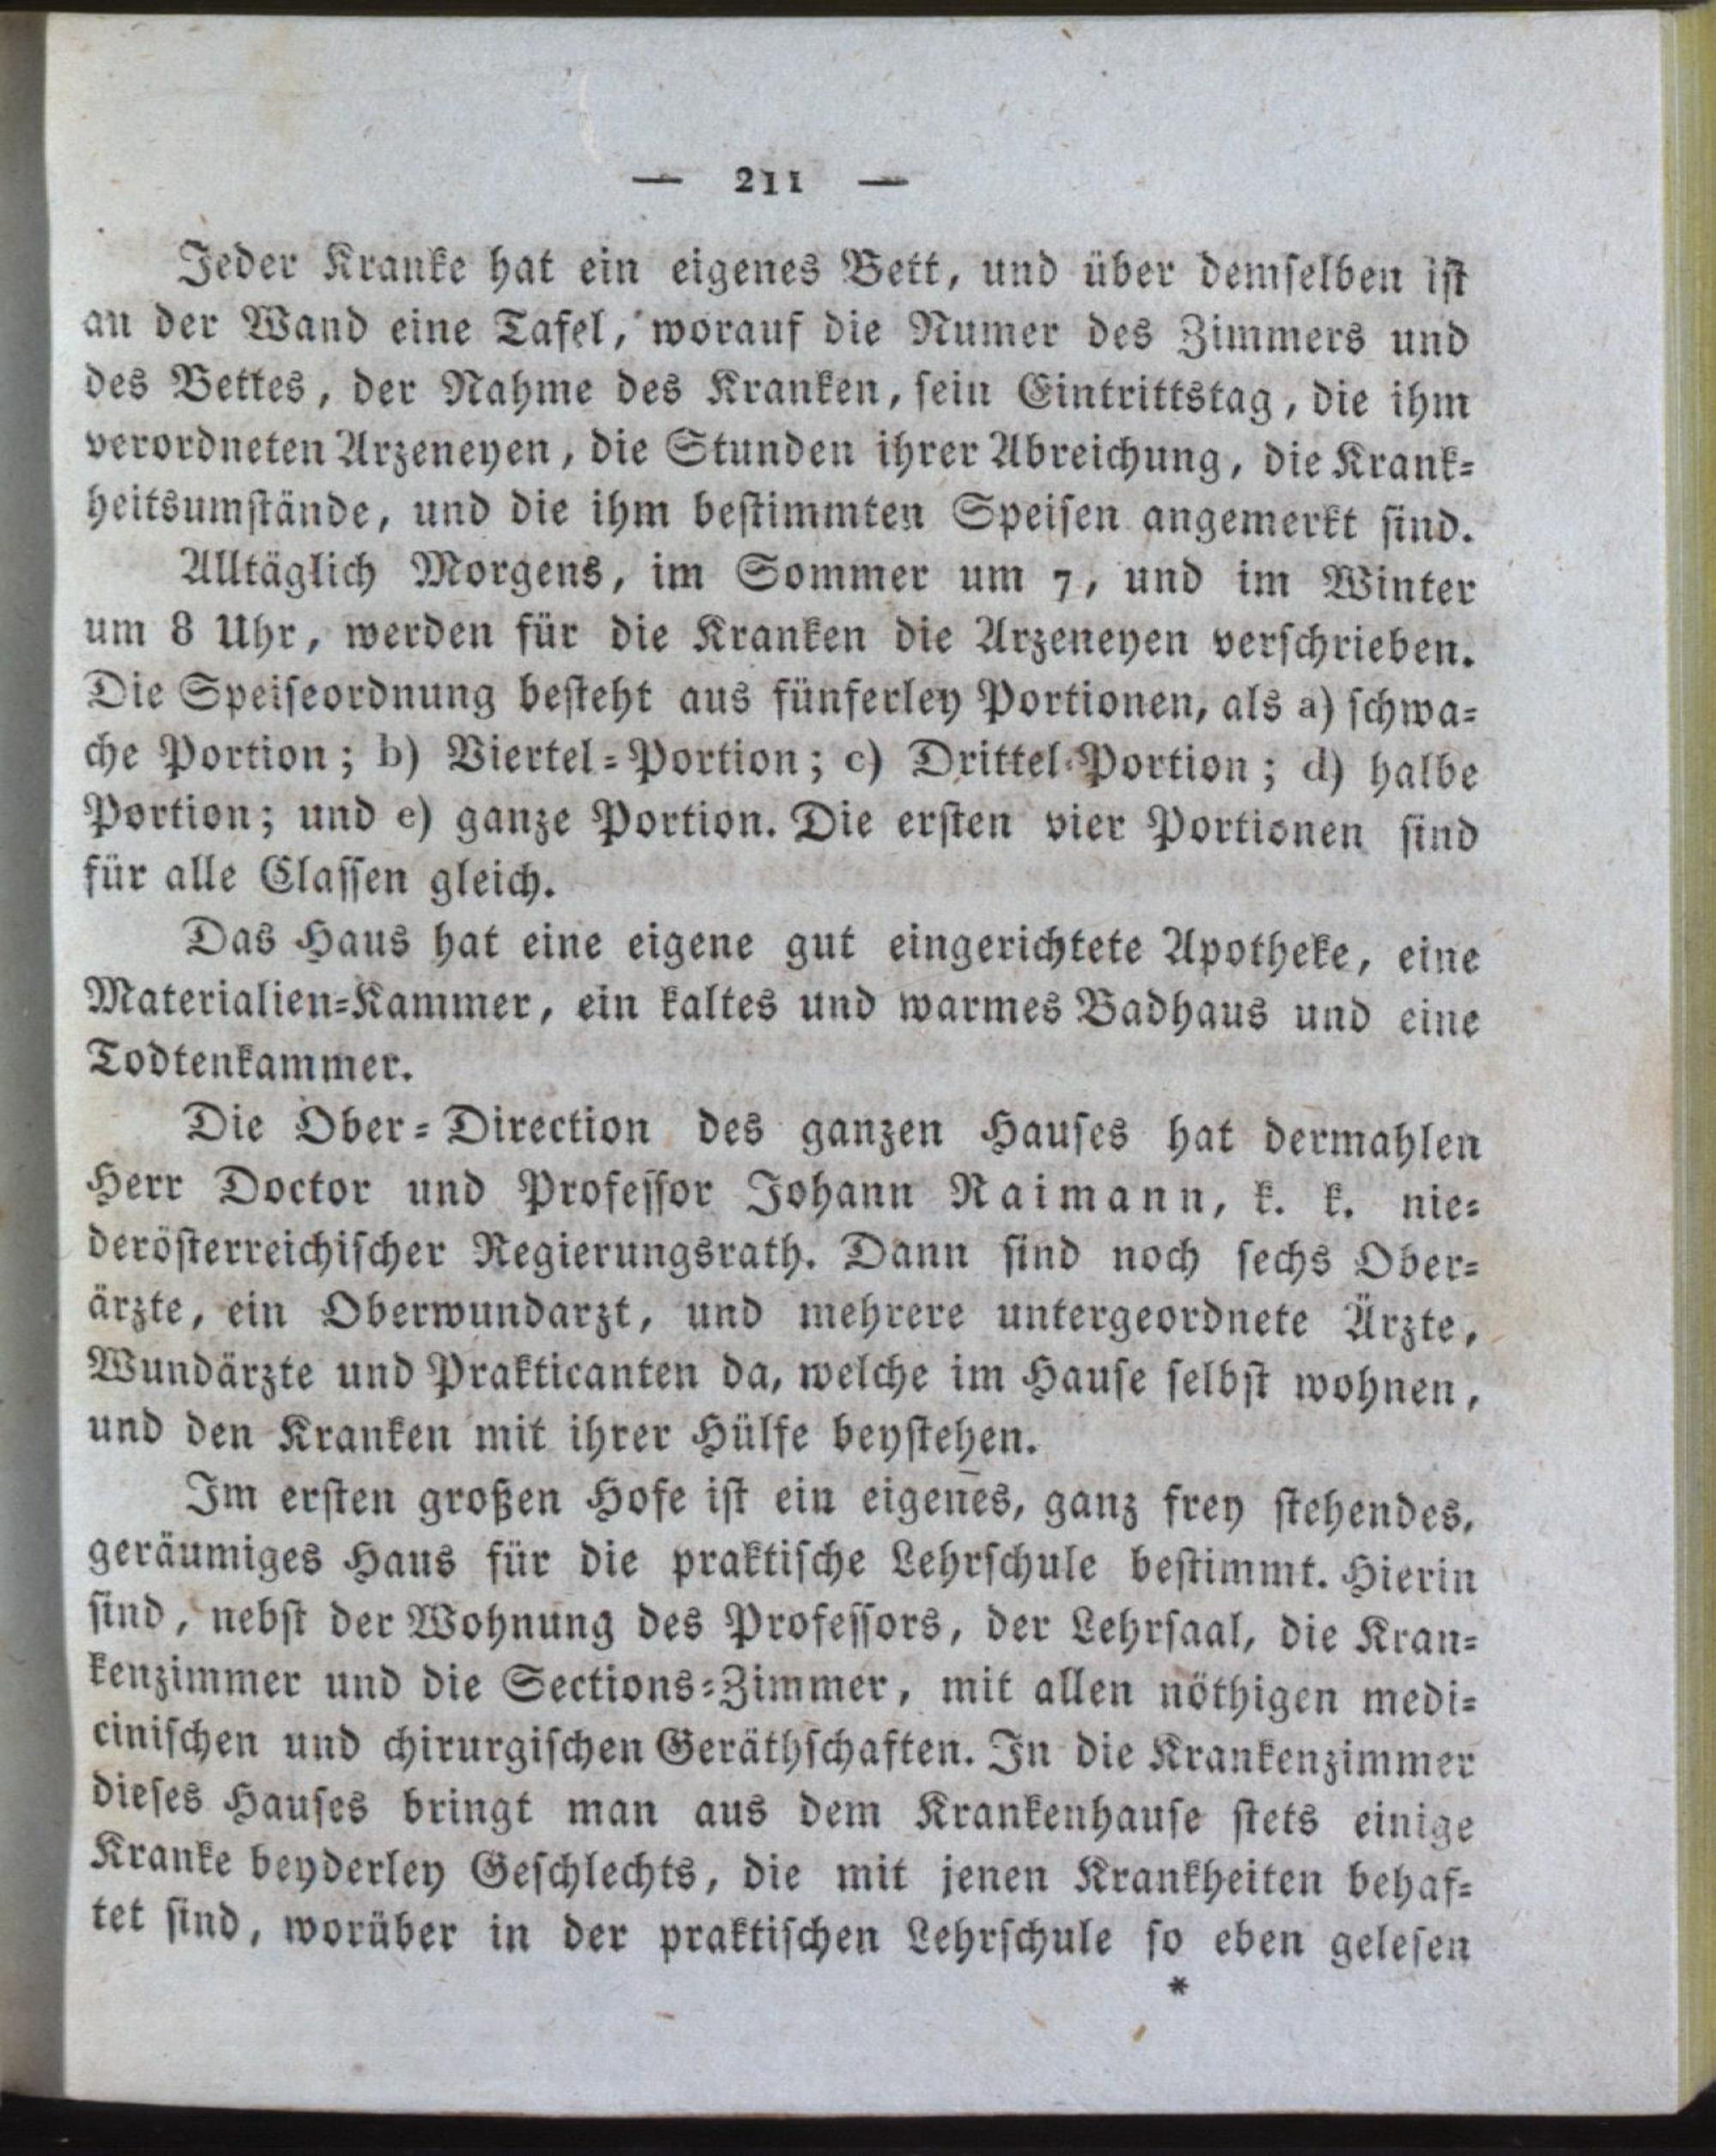 — 211 —
Jeder Kranke hat ein eigenes Bett, und über demselben ist
an der Wand eine Tafel, worauf die Numer des Zimmers und
des Bettes, der Nahme des Kranken, sein Eintrittstag, die ihm
verordneten Arzeneyen, die Stunden ihrer Abreichung, die Krank-
heitsumstände, und die ihm bestimmten Speisen angemerkt sind.
Alltäglich Morgens, im Sommer um 7, und im Winter
um 8 Uhr, werden für die Kranken die Arzeneyen verschrieben.
Die Speiseordnung besteht aus fünferley Portionen, als a) schwa-
che Portion; b) Viertel-Portion; c) Drittel-Portion; d) halbe
Portion; und e) ganze Portion. Die ersten vier Portionen sind
für alle Classen gleich.
Das Haus hat eine eigene gut eingerichtete Apotheke, eine
Materialien-Kammer, ein kaltes und warmes Badhaus und eine
Todtenkammer.
Die Ober-Direction des ganzen Hauses hat dermahlen
Herr Doctor und Professor Johann Raimann, k. k. nie-
derösterreichischer Regierungsrath. Dann sind noch sechs Ober-
ärzte, ein Oberwundarzt, und mehrere untergeordnete Ärzte,
Wundärzte und Prakticanten da, welche im Hause selbst wohnen,
und den Kranken mit ihrer Hülfe beystehen.
Im ersten großen Hofe ist ein eigenes, ganz frey stehendes,
geräumiges Haus für die praktische Lehrschule bestimmt. Hierin
sind, nebst der Wohnung des Professors, der Lehrsaal, die Kran-
kenzimmer und die Sections-Zimmer, mit allen nöthigen medi-
cinischen und chirurgischen Geräthschaften. In die Krankenzimmer
dieses Hauses bringt man aus dem Krankenhause stets einige
Kranke beyderley Geschlechts, die mit jenen Krankheiten behaf-
tet sind, worüber in der praktischen Lehrschule so eben gelesen
*